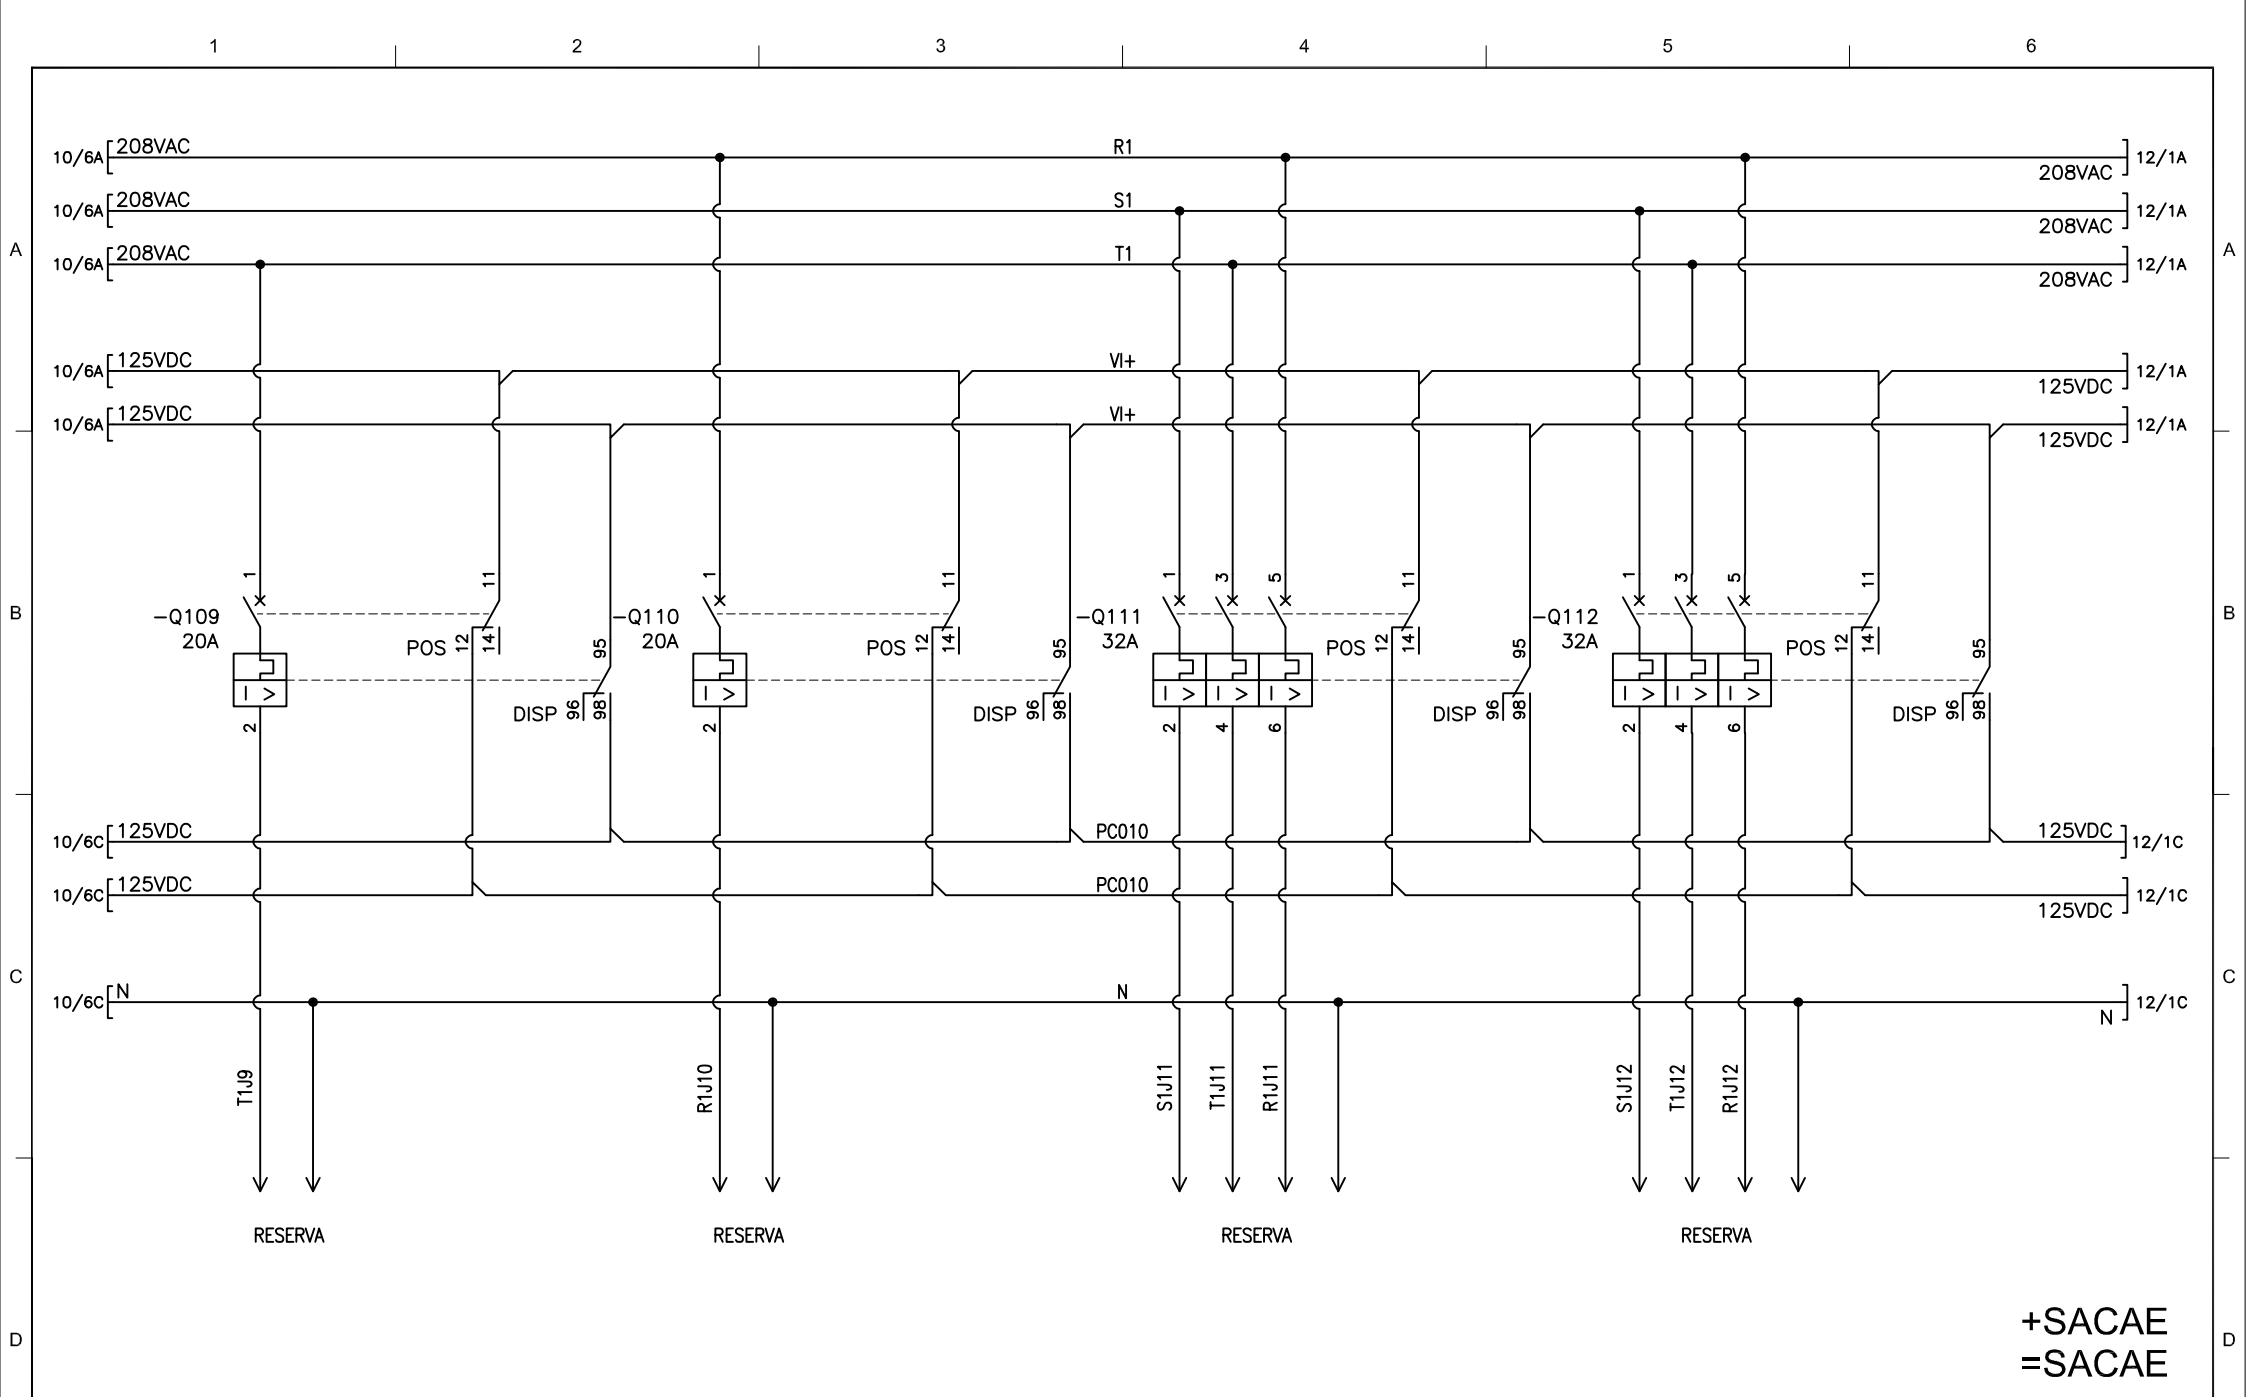 1 2 3 4 5 6
10/6A 208VAC R1 208VAC 12/1A
10/6A 208VAC S1 208VAC 12/1A
A 10/6A 208VAC T1 208VAC 12/1A A
10/6A 125VDC VI+ 125VDC 12/1A
10/6A 125VDC VI+ 125VDC 12/1A
1 11 1 11 1 3 5 11 1 3 5 11
B -Q109 -Q110 -Q111 -Q112 B
20A 20A 32A 32A
POS 12 14 95 POS 12 14 95 POS 12 14 95 POS 12 14 95
I > I > I > I > I > I > I > I >
DISP 96 98 DISP 96 98 DISP 96 98 DISP 96 98
2 2 2 4 6 2 4 6
10/6C 125VDC PC010 125VDC 12/1C
10/6C 125VDC PC010 125VDC 12/1C
C C
10/6C N N N 12/1C
T1J9 R1J10 S1J11 T1J11 R1J11 S1J12 T1J12 R1J12
RESERVA RESERVA RESERVA RESERVA
+SACAE
D D
=SACAE